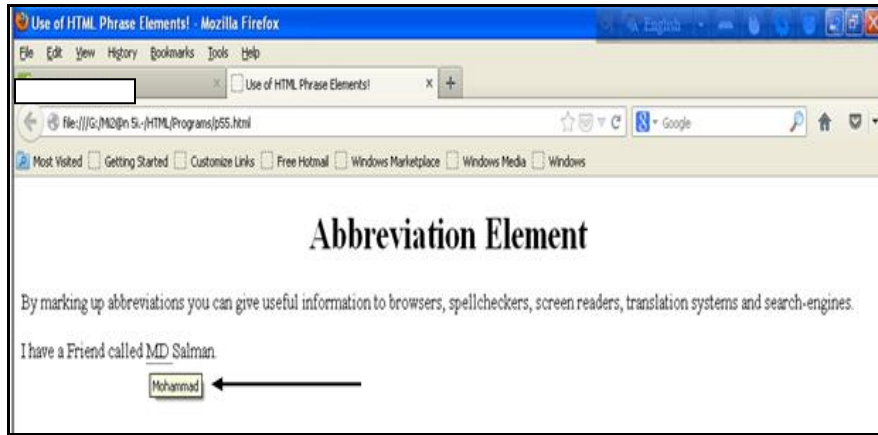 Use of HTML Phrase Elements! - Mozilla Firefox
English
File Edit View History Bookmarks Tools Help
Use of HTML Phrase Elements! × +
Google
Most Visited Getting Started Customize Links Free Hotmail Windows Marketplace Windows Media Windows
Abbreviation Element
By marking up abbreviations you can give useful information to browsers, spellcheckers, screen readers, translation systems and search-engines.
I have a Friend called MD Salman.
Mohammad